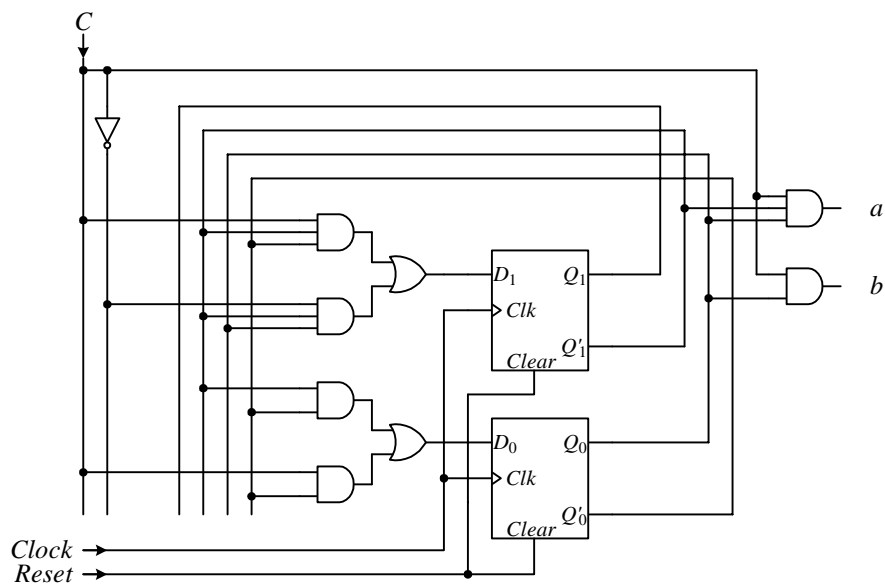 C
a
D₁ Q₁
Clk
b
Q′₁
Clear
D₀ Q₀
Clk
Q′₀
Clear
Clock
Reset